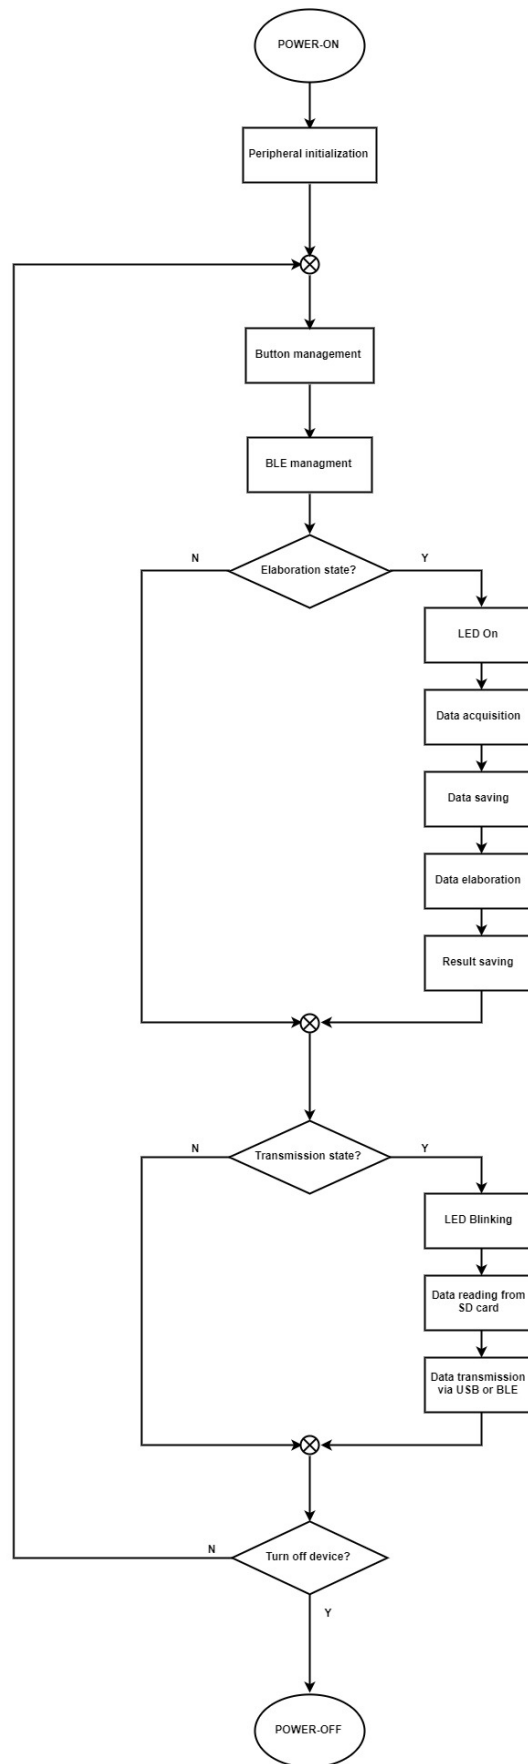 POWER-ON
Peripheral initialization
Button management
BLE managment
Elaboration state?
N
Y
LED On
Data acquisition
Data saving
Data elaboration
Result saving
Transmission state?
N
Y
LED Blinking
Data reading from
SD card
Data transmission
via USB or BLE
Turn off device?
N
Y
POWER-OFF